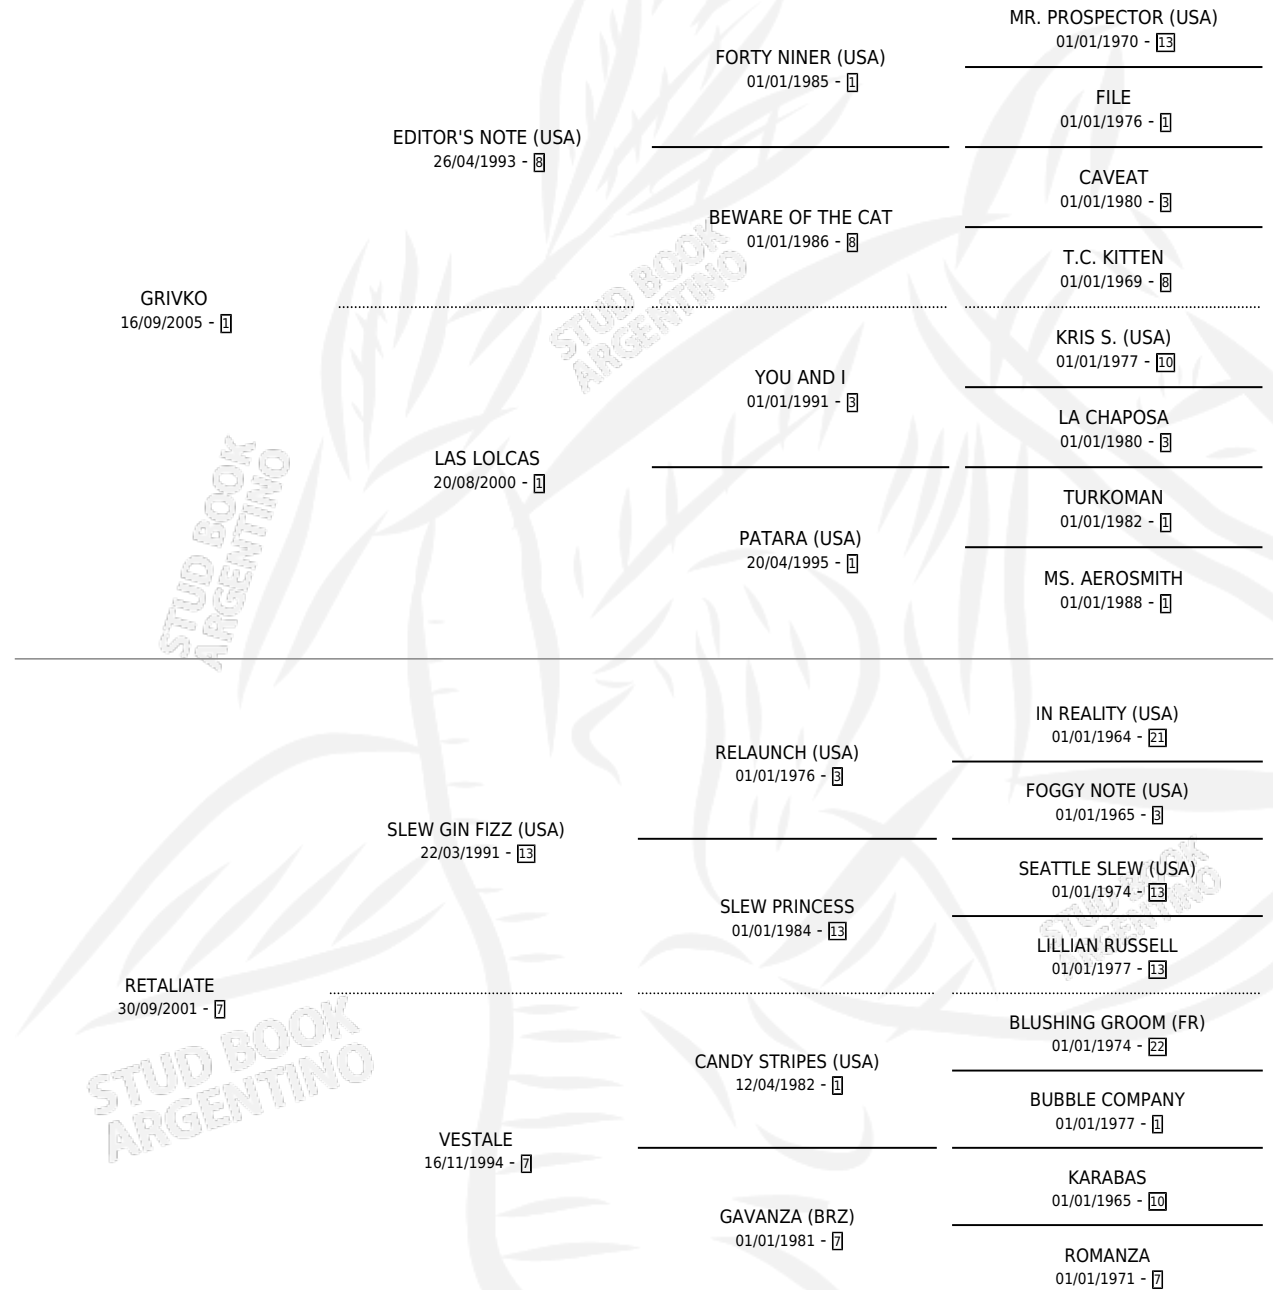 MR. PROSPECTOR (USA)
01/01/1970 - 13
FORTY NINER (USA)
01/01/1985 - 1
FILE
01/01/1976 - 1
EDITOR'S NOTE (USA)
26/04/1993 - 8
CAVEAT
01/01/1980 - 3
BEWARE OF THE CAT
01/01/1986 - 8
T.C. KITTEN
01/01/1969 - 8
GRIVKO
16/09/2005 - 1
KRIS S. (USA)
01/01/1977 - 10
YOU AND I
01/01/1991 - 3
LA CHAPOSA
01/01/1980 - 3
LAS LOLCAS
20/08/2000 - 1
TURKOMAN
01/01/1982 - 1
PATARA (USA)
20/04/1995 - 1
MS. AEROSMITH
01/01/1988 - 1
IN REALITY (USA)
01/01/1964 - 21
RELAUNCH (USA)
01/01/1976 - 3
FOGGY NOTE (USA)
01/01/1965 - 3
SLEW GIN FIZZ (USA)
22/03/1991 - 13
SEATTLE SLEW (USA)
01/01/1974 - 13
SLEW PRINCESS
01/01/1984 - 13
LILLIAN RUSSELL
01/01/1977 - 13
RETALIATE
30/09/2001 - 7
BLUSHING GROOM (FR)
01/01/1974 - 22
CANDY STRIPES (USA)
12/04/1982 - 1
BUBBLE COMPANY
01/01/1977 - 1
VESTALE
16/11/1994 - 7
KARABAS
01/01/1965 - 10
GAVANZA (BRZ)
01/01/1981 - 7
ROMANZA
01/01/1971 - 7
STUD BOOK
ARGENTINO
STUD BOOK
ARGENTINO
STUD BOOK
ARGENTINO
STUD BOOK
ARGENTINO